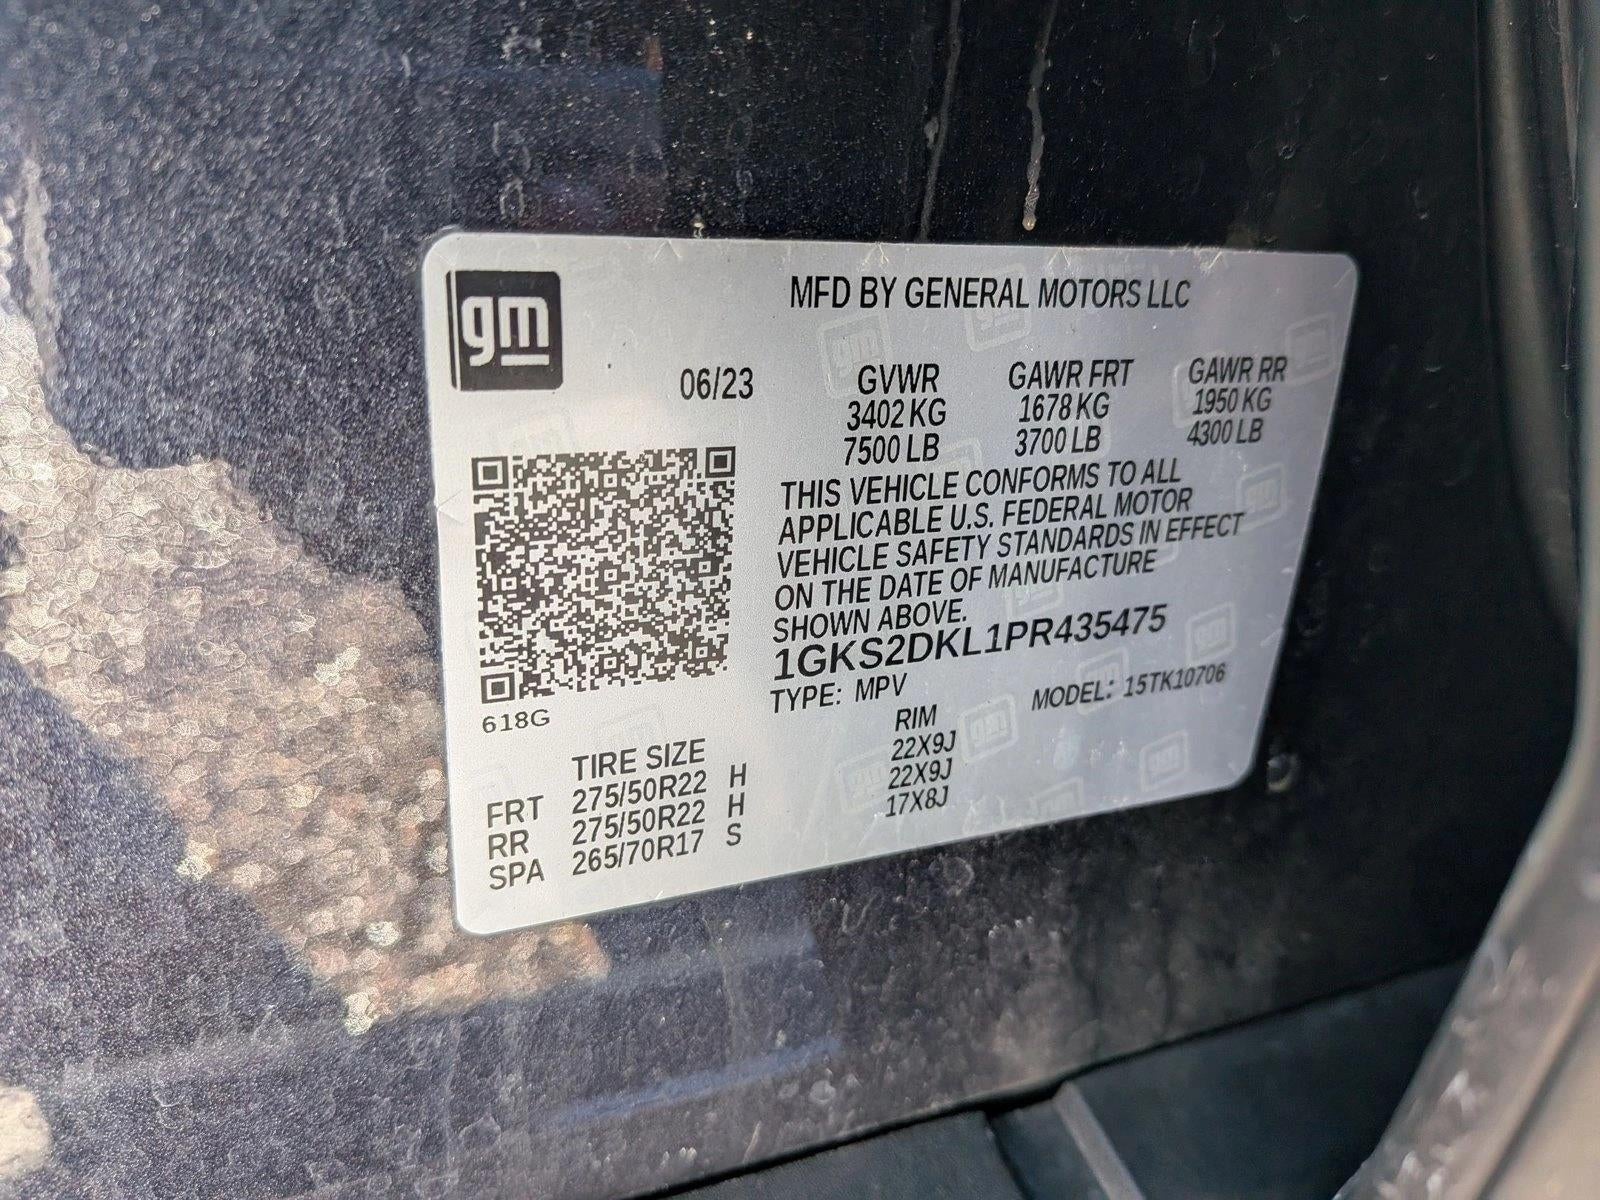 gm
MFD BY GENERAL MOTORS LLC
06/23
GVWR GAWR FRT GAWR RR
3402 KG 1678 KG 1950 KG
7500 LB 3700 LB 4300 LB
THIS VEHICLE CONFORMS TO ALL
APPLICABLE U.S. FEDERAL MOTOR
VEHICLE SAFETY STANDARDS IN EFFECT
ON THE DATE OF MANUFACTURE
SHOWN ABOVE.
1GKS2DKL1PR435475
TYPE: MPV MODEL: 15TK10706
618G
TIRE SIZE RIM
FRT 275/50R22 H 22X9J
RR 275/50R22 H 22X9J
SPA 265/70R17 S 17X8J